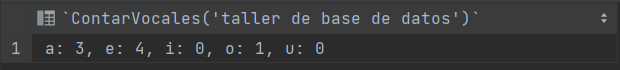 `ContarVocales('taller de base de datos')`
1 a: 3, e: 4, i: 0, o: 1, u: 0